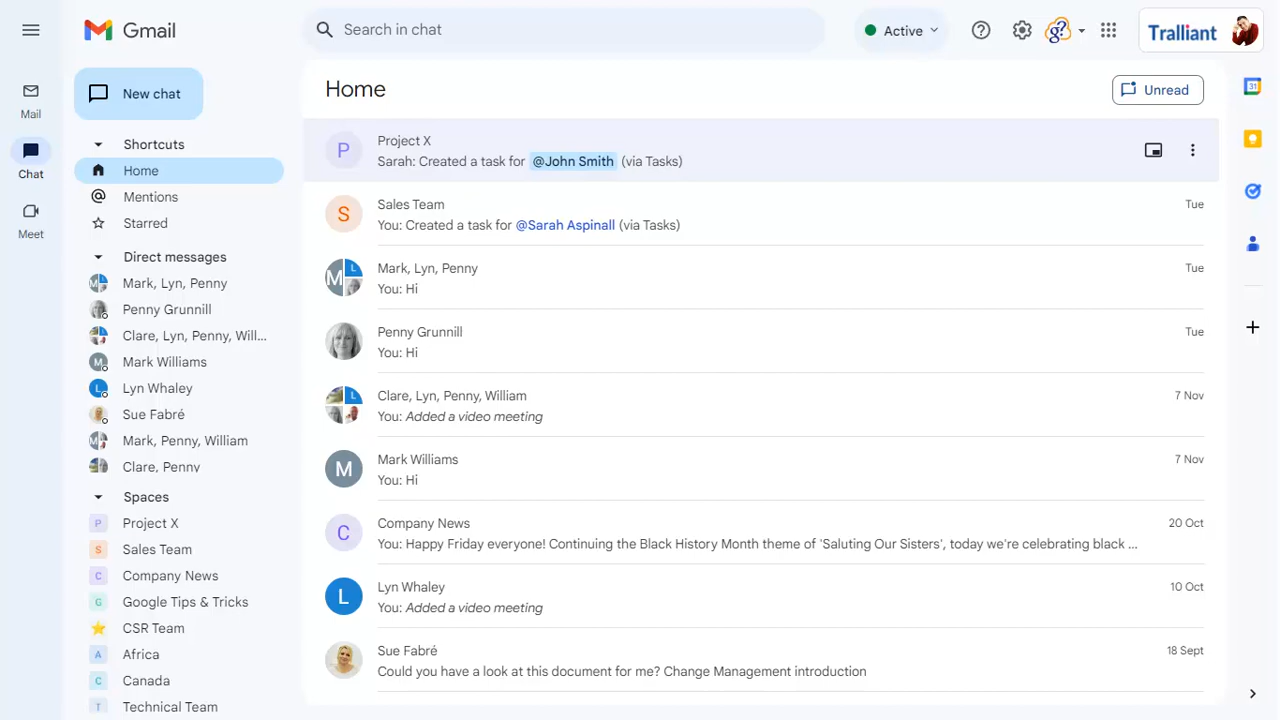 Gmail
Search in chat
Active
g?
Tralliant
Mail
Chat
Meet
New chat
Shortcuts
Home
Mentions
Starred
Direct messages
Mark, Lyn, Penny
Penny Grunnill
Clare, Lyn, Penny, Will...
Mark Williams
Lyn Whaley
Sue Fabré
Mark, Penny, William
Clare, Penny
Spaces
P Project X
S Sales Team
C Company News
G Google Tips & Tricks
CSR Team
A Africa
C Canada
T Technical Team
Home
Unread
P
Project X
Sarah: Created a task for @John Smith (via Tasks)
S
Sales Team
Tue
You: Created a task for @Sarah Aspinall (via Tasks)
M L
Mark, Lyn, Penny
Tue
You: Hi
Penny Grunnill
Tue
You: Hi
L
Clare, Lyn, Penny, William
7 Nov
You: Added a video meeting
M
Mark Williams
7 Nov
You: Hi
C
Company News
20 Oct
You: Happy Friday everyone! Continuing the Black History Month theme of 'Saluting Our Sisters', today we're celebrating black ...
L
Lyn Whaley
10 Oct
You: Added a video meeting
Sue Fabré
18 Sept
Could you have a look at this document for me? Change Management introduction
31